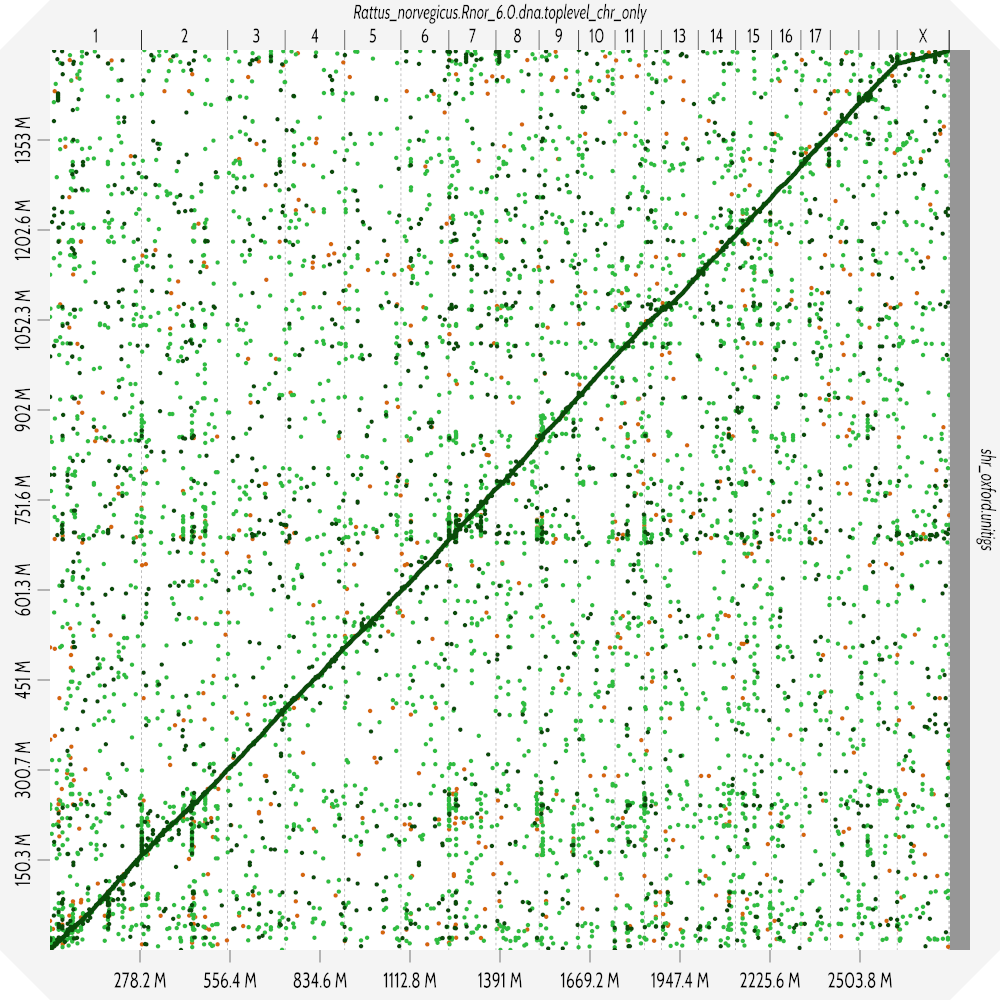 Rattus_norvegicus.Rnor_6.0.dna.toplevel_chr_only
1 2 3 4 5 6 7 8 9 10 11 13 14 15 16 17 X
1353 M
1202.6 M
1052.3 M
902 M
751.6 M
601.3 M
451 M
300.7 M
150.3 M
shr_oxford.unitigs
278.2 M 556.4 M 834.6 M 1112.8 M 1391 M 1669.2 M 1947.4 M 2225.6 M 2503.8 M